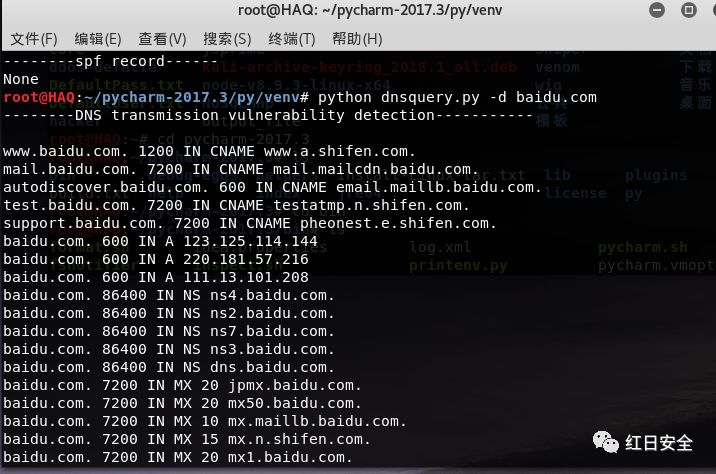 root@HAQ: ~/pycharm-2017.3/py/venv
文件(F) 编辑(E) 查看(V) 搜索(S) 终端(T) 帮助(H)
--------spf record------
None
root@HAQ:~/pycharm-2017.3/py/venv# python dnsquery.py -d baidu.com
--------DNS transmission vulnerability detection-----------
www.baidu.com. 1200 IN CNAME www.a.shifen.com.
mail.baidu.com. 7200 IN CNAME mail.mailcdn.baidu.com.
autodiscover.baidu.com. 600 IN CNAME email.maillb.baidu.com.
test.baidu.com. 7200 IN CNAME testatmp.n.shifen.com.
support.baidu.com. 7200 IN CNAME pheonest.e.shifen.com.
baidu.com. 600 IN A 123.125.114.144
baidu.com. 600 IN A 220.181.57.216
baidu.com. 600 IN A 111.13.101.208
baidu.com. 86400 IN NS ns4.baidu.com.
baidu.com. 86400 IN NS ns2.baidu.com.
baidu.com. 86400 IN NS ns7.baidu.com.
baidu.com. 86400 IN NS ns3.baidu.com.
baidu.com. 86400 IN NS dns.baidu.com.
baidu.com. 7200 IN MX 20 jpmx.baidu.com.
baidu.com. 7200 IN MX 20 mx50.baidu.com.
baidu.com. 7200 IN MX 10 mx.maillb.baidu.com.
baidu.com. 7200 IN MX 15 mx.n.shifen.com.
baidu.com. 7200 IN MX 20 mx1.baidu.com.
红日安全